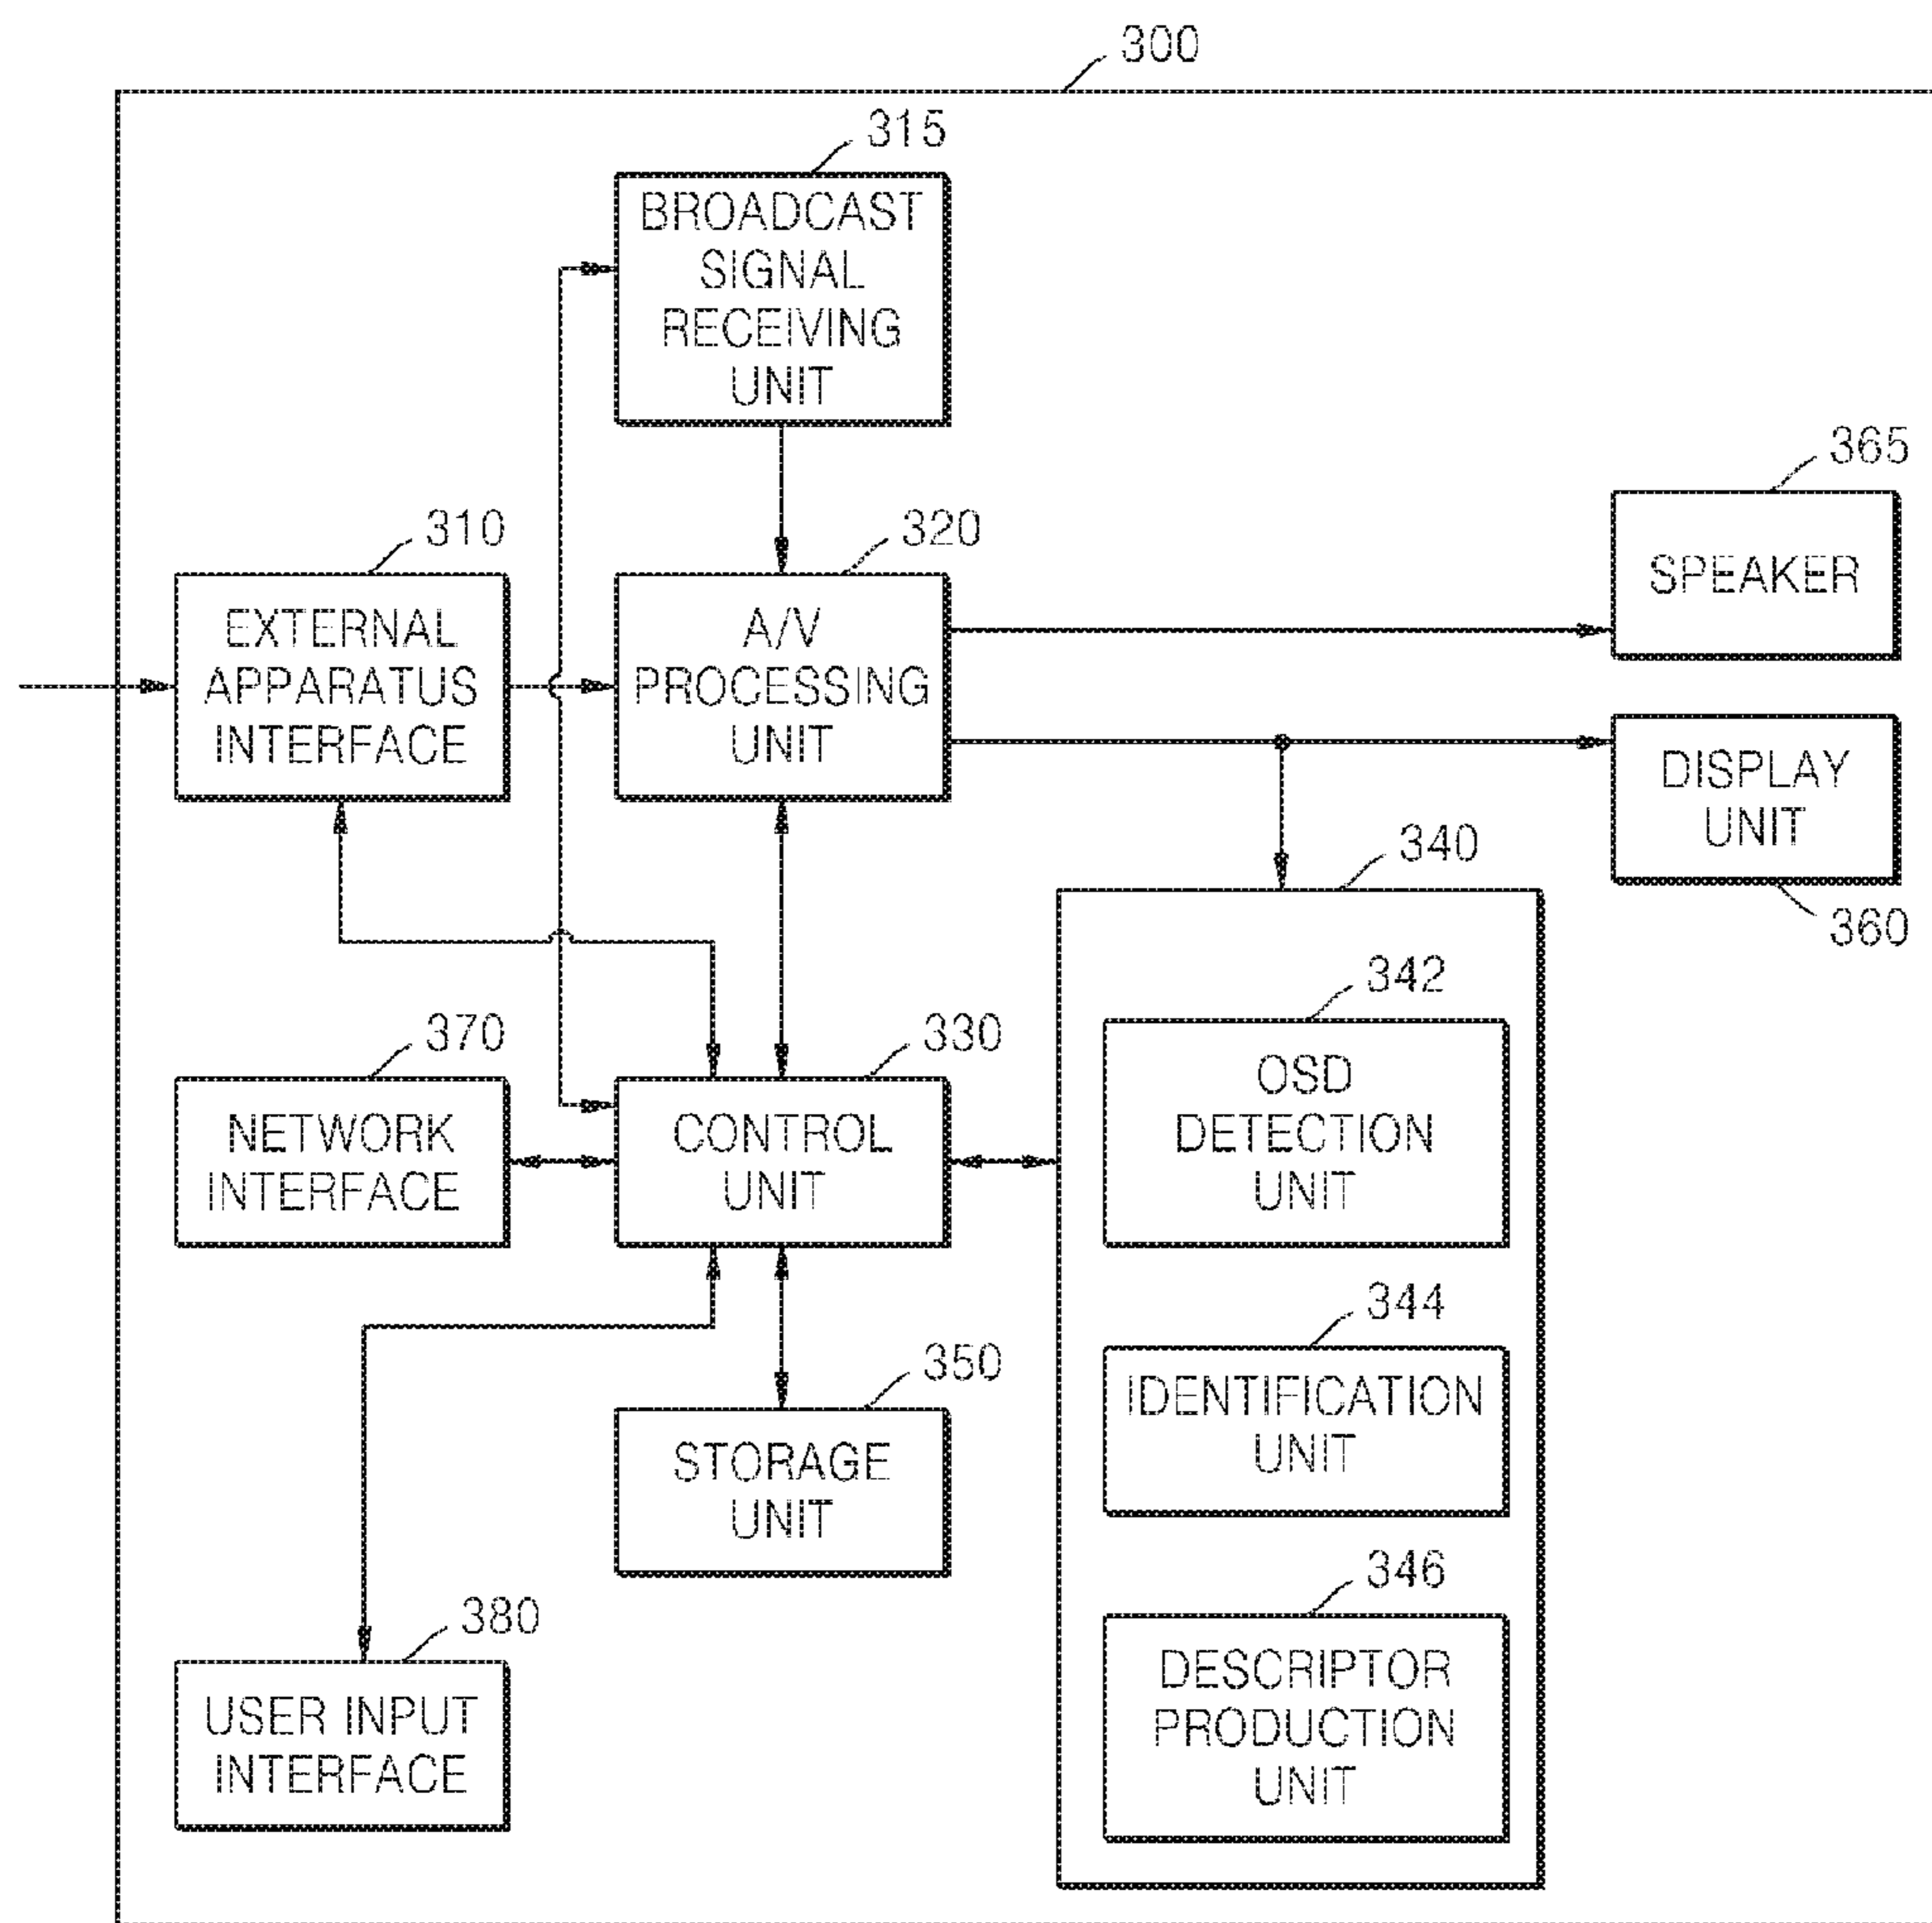 300
315
BROADCAST
SIGNAL
RECEIVING
UNIT
365
SPEAKER
310
EXTERNAL
APPARATUS
INTERFACE
320
A/V
PROCESSING
UNIT
DISPLAY
UNIT
360
340
342
OSD
DETECTION
UNIT
370
NETWORK
INTERFACE
330
CONTROL
UNIT
344
IDENTIFICATION
UNIT
350
STORAGE
UNIT
346
DESCRIPTOR
PRODUCTION
UNIT
380
USER INPUT
INTERFACE